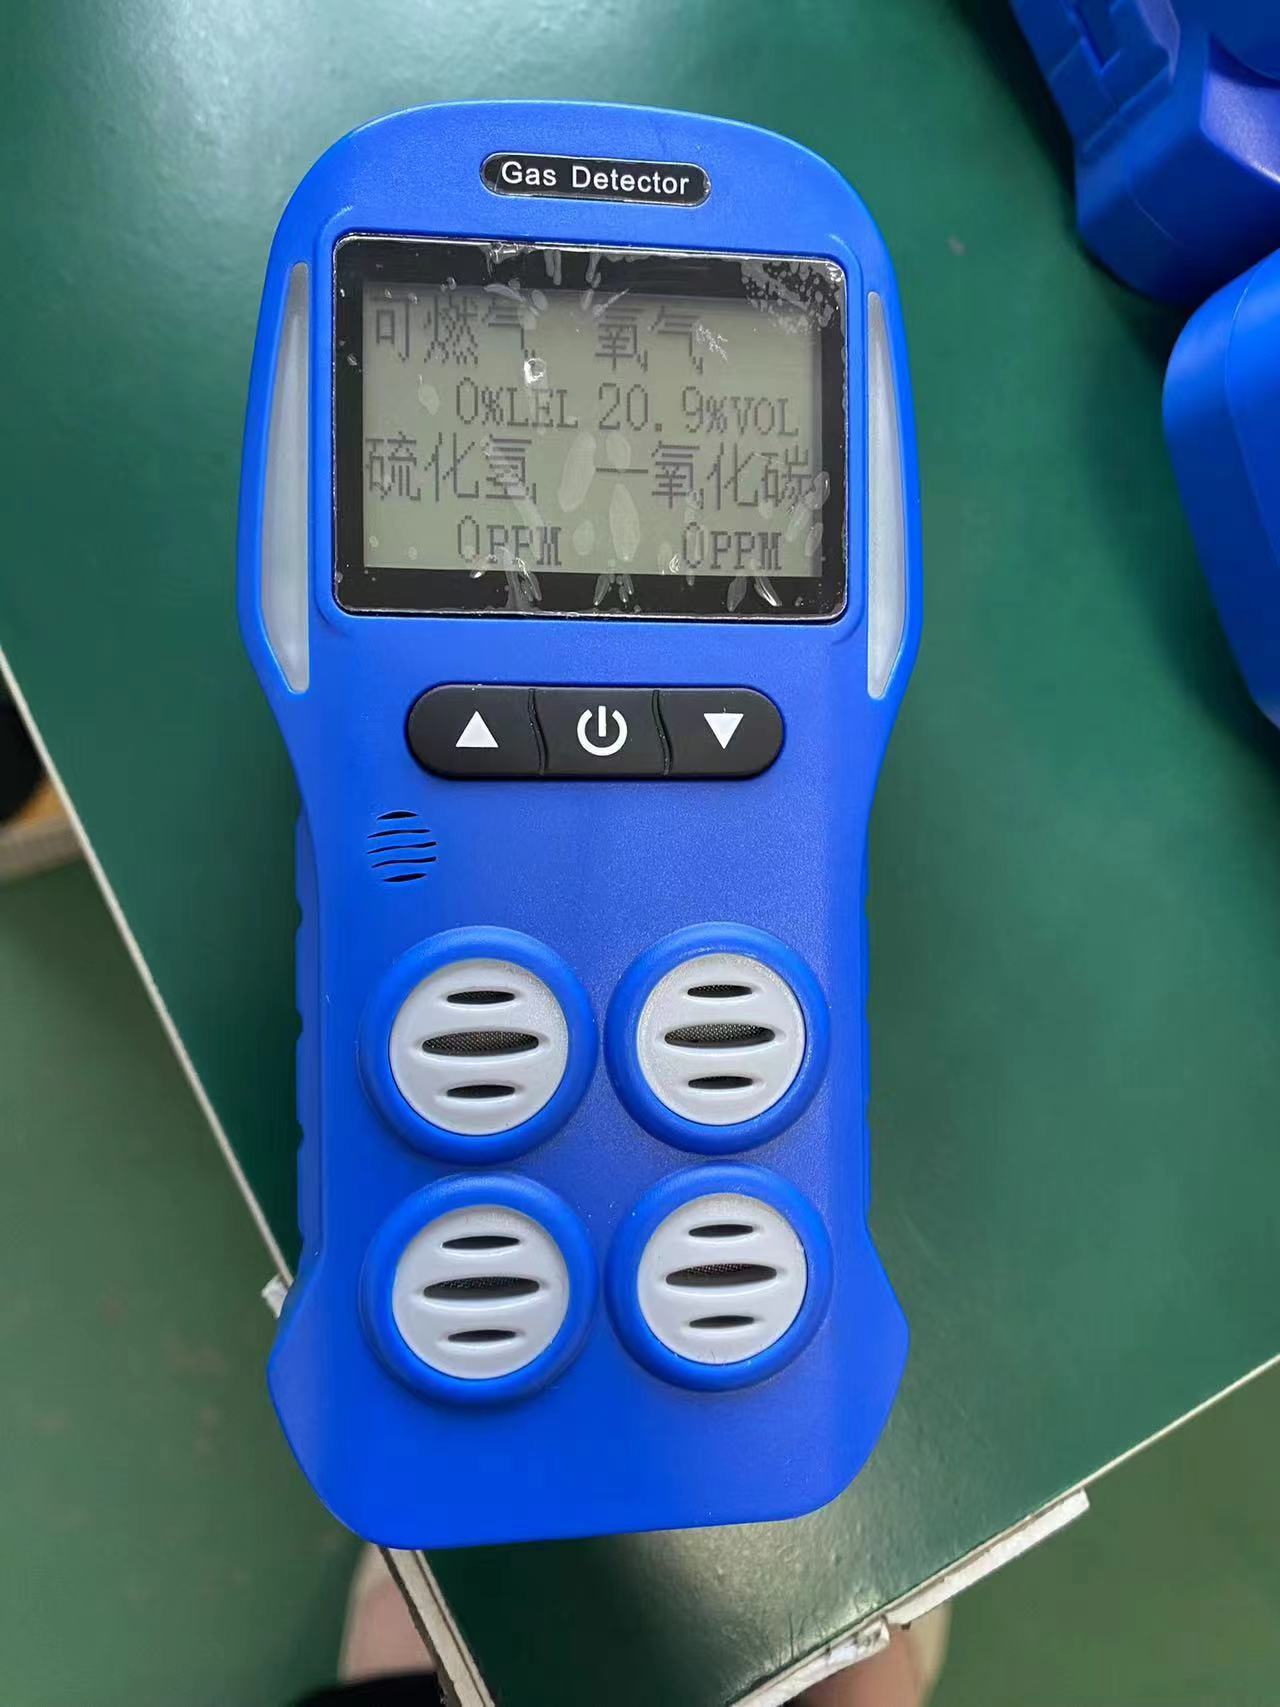 Gas Detector
可燃气 氧气
0%LEL 20.9%VOL
硫化氢 一氧化碳
0PPM 0PPM